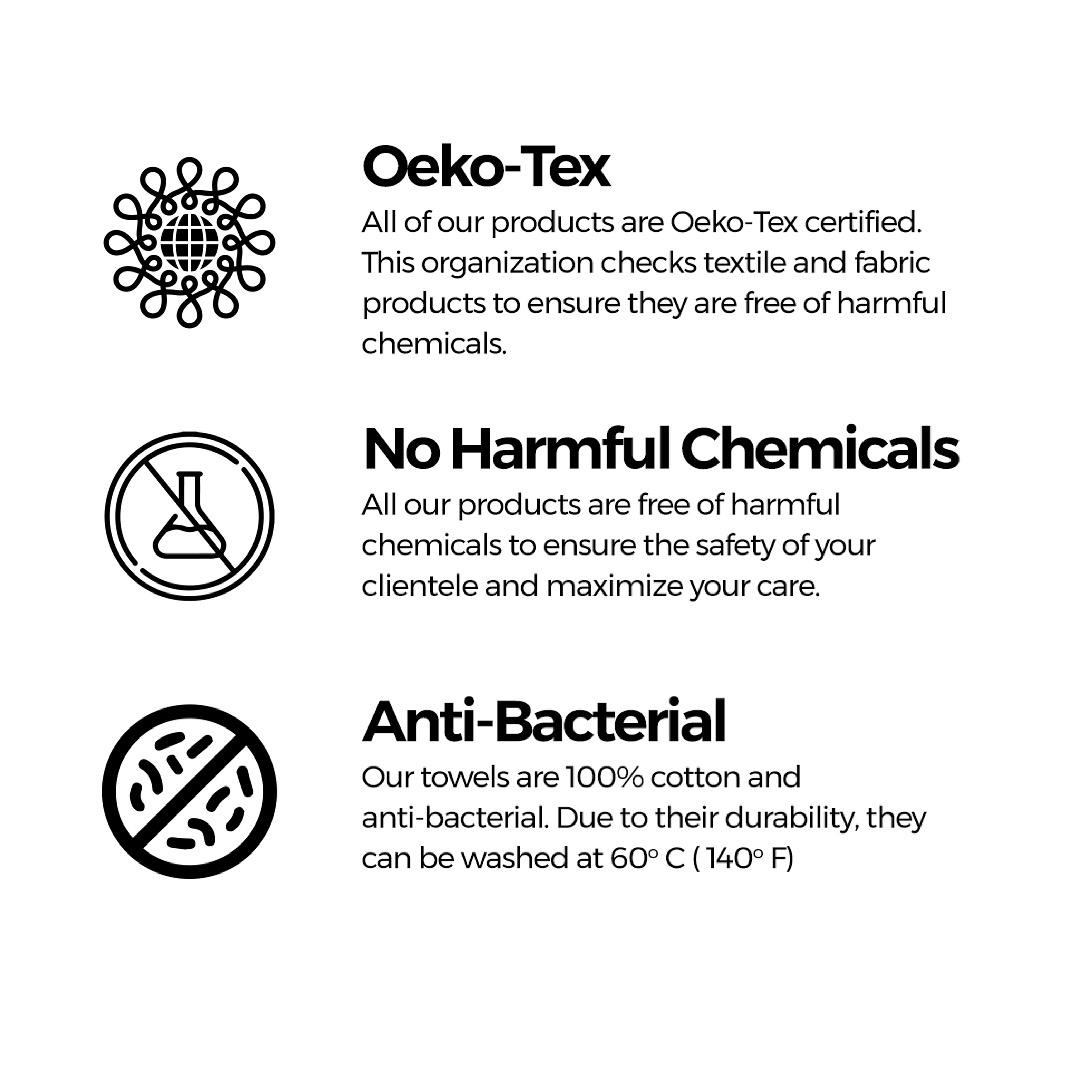 Oeko-Tex
All of our products are Oeko-Tex certified.
This organization checks textile and fabric
products to ensure they are free of harmful
chemicals.
No Harmful Chemicals
All our products are free of harmful
chemicals to ensure the safety of your
clientele and maximize your care.
Anti-Bacterial
Our towels are 100% cotton and
anti-bacterial. Due to their durability, they
can be washed at 60º C ( 140º F)